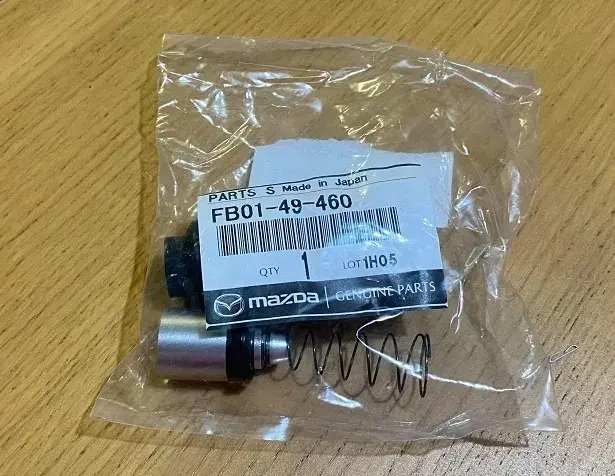 PARTS S Made in Japan
FB01-49-460
QTY 1 LOT 1H05
mazda GENUINE PARTS